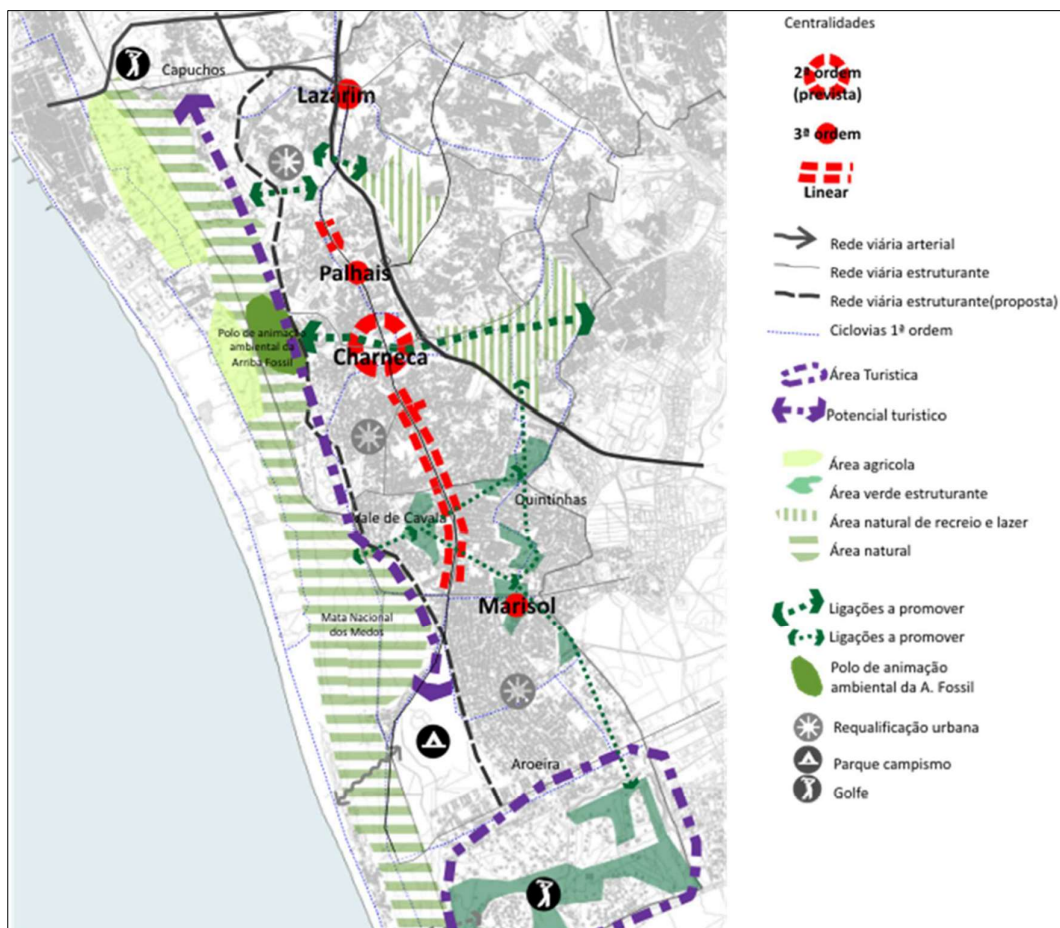 Capuchos
Lazarim
Palhais
Polo de animação
ambiental da
Arriba Fossil
Charneca
Quintinhas
Vale de Cavala
Marisol
Mata Nacional
dos Medos
Aroeira
Centralidades
2ª ordem
(prevista)
3ª ordem
Linear
Rede viária arterial
Rede viária estruturante
Rede viária estruturante(proposta)
Ciclovias 1ª ordem
Área Turistica
Potencial turistico
Área agricola
Área verde estruturante
Área natural de recreio e lazer
Área natural
Ligações a promover
Ligações a promover
Polo de animação
ambiental da A. Fossil
Requalificação urbana
Parque campismo
Golfe